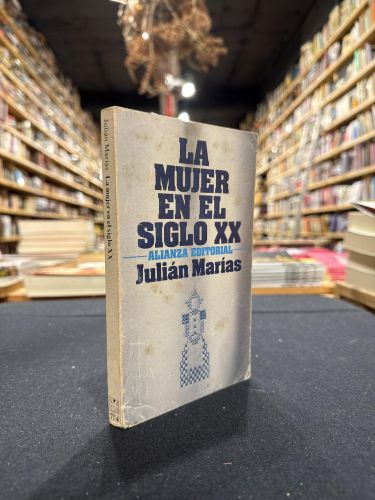 LA
MUJER
EN EL
SIGLO XX
ALIANZA EDITORIAL
Julián Marías
Julián Marías La mujer en el siglo XX